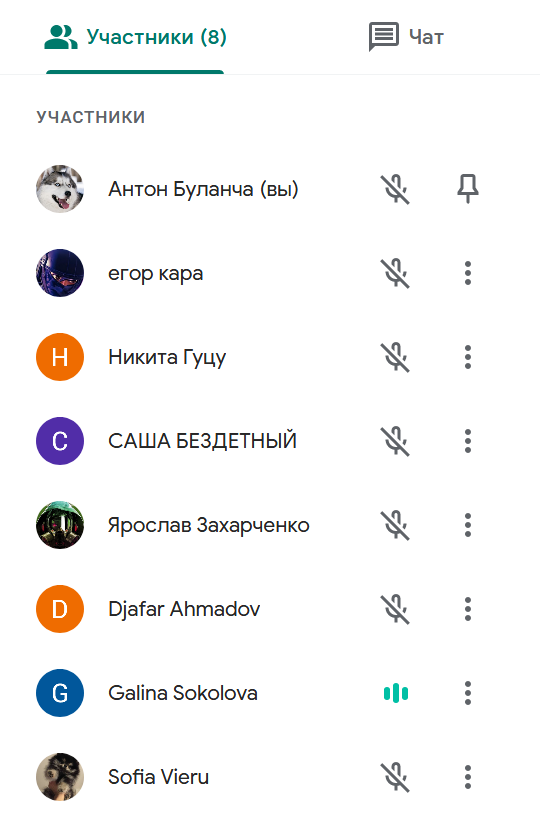 Участники (8)
Чат
УЧАСТНИКИ
Антон Буланча (вы)
егор кара
Н
Никита Гуцу
С
САША БЕЗДЕТНЫЙ
Ярослав Захарченко
D
Djafar Ahmadov
G
Galina Sokolova
Sofia Vieru